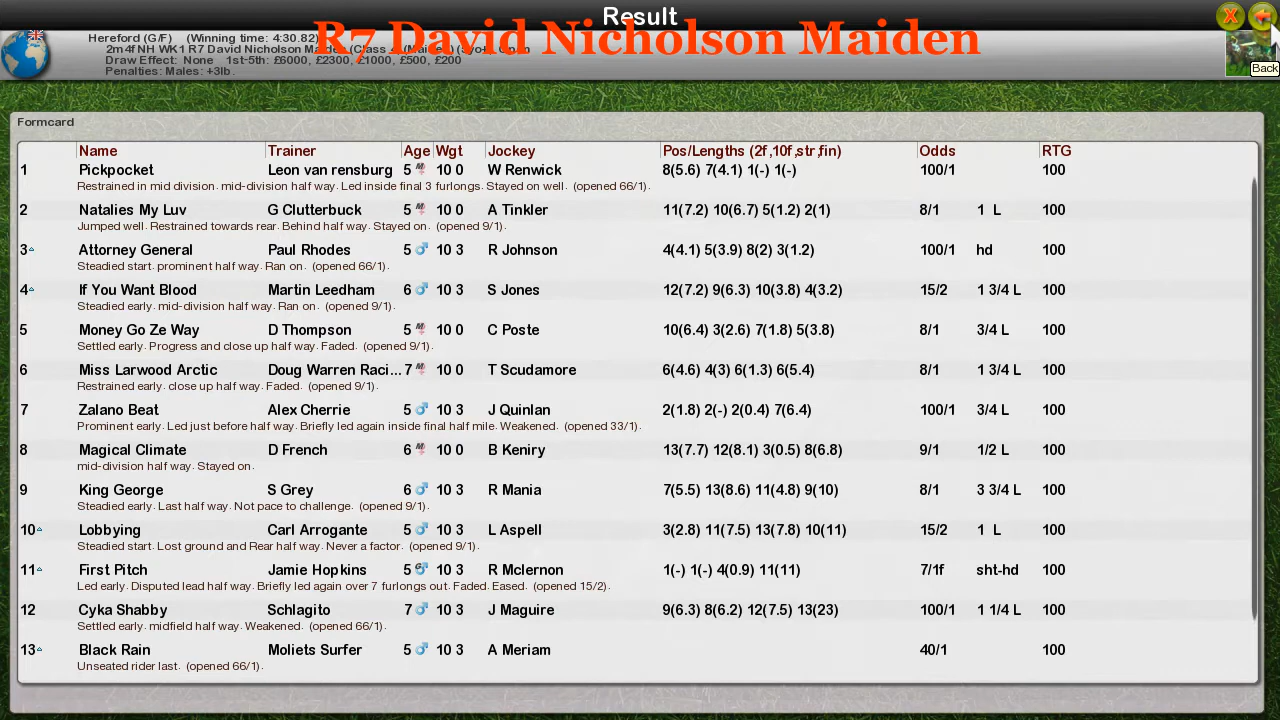 Result
X
R7 David Nicholson Maiden
Hereford (G/F) (Winning time: 4:30.82)
2m4f NH WK1 R7 David Nicholson Maiden (Class 4) (Maiden) (5yo+) Open
Draw Effect: None 1st-5th: £6000, £2300, £1000, £500, £200
Penalties: Males: +3lb.
Back
Formcard
Name Trainer Age Wgt Jockey Pos/Lengths (2f,10f,str,fin) Odds RTG
1 Pickpocket Leon van rensburg 5 10 0 W Renwick 8(5.6) 7(4.1) 1(-) 1(-) 100/1 100
Restrained in mid division. mid-division half way. Led inside final 3 furlongs. Stayed on well. (opened 66/1).
2 Natalies My Luv G Clutterbuck 5 10 0 A Tinkler 11(7.2) 10(6.7) 5(1.2) 2(1) 8/1 1 L 100
Jumped well. Restrained towards rear. Behind half way. Stayed on. (opened 9/1).
3 Attorney General Paul Rhodes 5 10 3 R Johnson 4(4.1) 5(3.9) 8(2) 3(1.2) 100/1 hd 100
Steadied start. prominent half way. Ran on. (opened 66/1).
4 If You Want Blood Martin Leedham 6 10 3 S Jones 12(7.2) 9(6.3) 10(3.8) 4(3.2) 15/2 1 3/4 L 100
Steadied early. mid-division half way. Ran on. (opened 9/1).
5 Money Go Ze Way D Thompson 5 10 0 C Poste 10(6.4) 3(2.6) 7(1.8) 5(3.8) 8/1 3/4 L 100
Settled early. Progress and close up half way. Faded. (opened 9/1).
6 Miss Larwood Arctic Doug Warren Raci... 7 10 0 T Scudamore 6(4.6) 4(3) 6(1.3) 6(5.4) 8/1 1 3/4 L 100
Restrained early. close up half way. Faded. (opened 9/1).
7 Zalano Beat Alex Cherrie 5 10 3 J Quinlan 2(1.8) 2(-) 2(0.4) 7(6.4) 100/1 3/4 L 100
Prominent early. Led just before half way. Briefly led again inside final half mile. Weakened. (opened 33/1).
8 Magical Climate D French 6 10 0 B Keniry 13(7.7) 12(8.1) 3(0.5) 8(6.8) 9/1 1/2 L 100
mid-division half way. Stayed on.
9 King George S Grey 6 10 3 R Mania 7(5.5) 13(8.6) 11(4.8) 9(10) 8/1 3 3/4 L 100
Steadied early. Last half way. Not pace to challenge. (opened 9/1).
10 Lobbying Carl Arrogante 5 10 3 L Aspell 3(2.8) 11(7.5) 13(7.8) 10(11) 15/2 1 L 100
Steadied start. Lost ground and Rear half way. Never a factor. (opened 9/1).
11 First Pitch Jamie Hopkins 5 10 3 R Mclernon 1(-) 1(-) 4(0.9) 11(11) 7/1f sht-hd 100
Led early. Disputed lead half way. Briefly led again over 7 furlongs out. Faded. Eased. (opened 15/2).
12 Cyka Shabby Schlagito 7 10 3 J Maguire 9(6.3) 8(6.2) 12(7.5) 13(23) 100/1 1 1/4 L 100
Settled early. midfield half way. Weakened. (opened 66/1).
13 Black Rain Moliets Surfer 5 10 3 A Meriam 40/1 100
Unseated rider last. (opened 66/1).